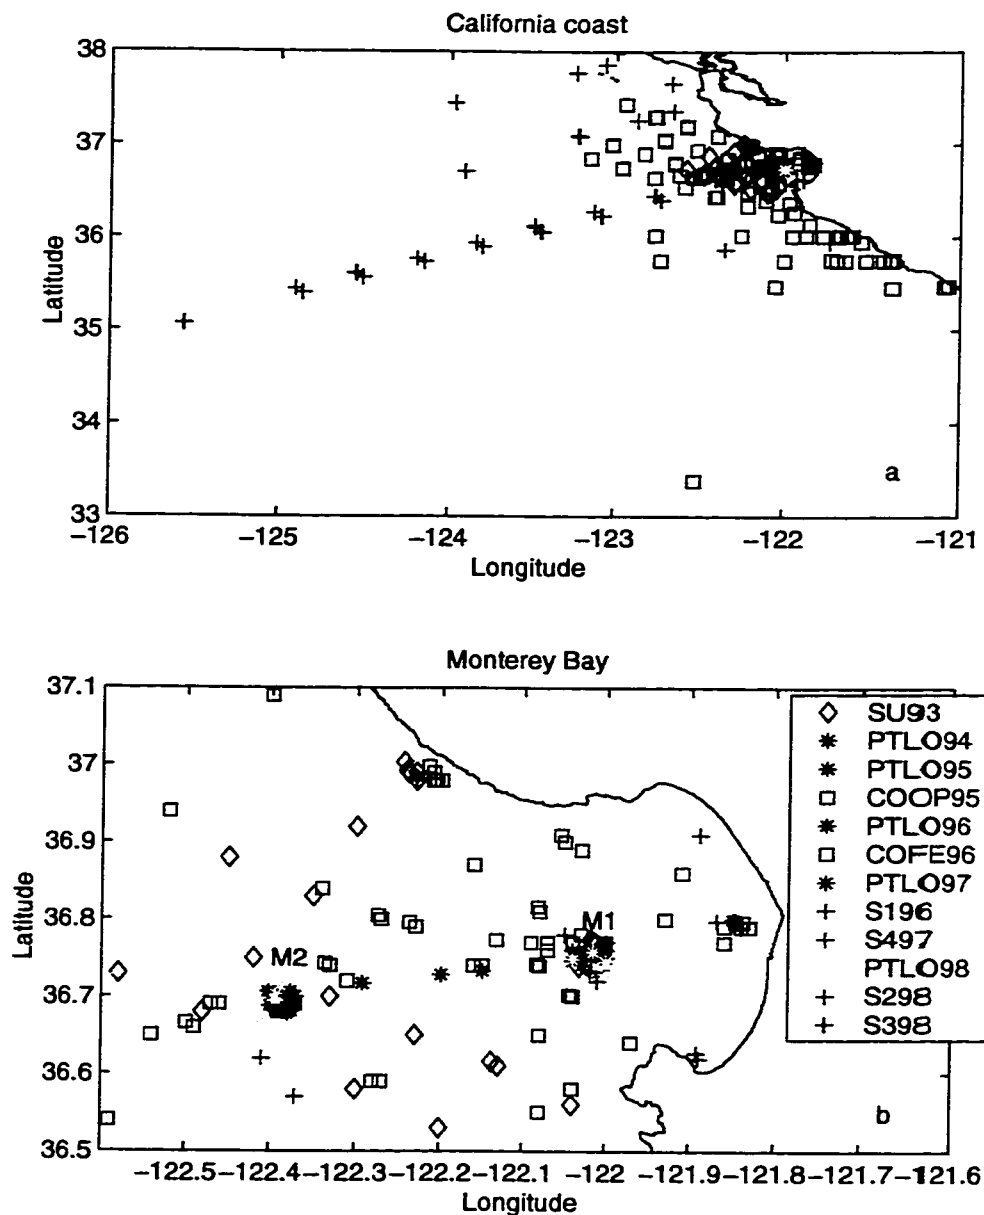 California coast
38
37
36
35
34
33
Latitude
a
-126
-125
-124
-123
-122
-121
Longitude
Monterey Bay
37.1
37
36.9
36.8
36.7
36.6
36.5
Latitude
M2
M1
b
SU93
PTLO94
PTLO95
COOP95
PTLO96
COFE96
PTLO97
S196
S497
PTLO98
S298
S398
-122.5
-122.4
-122.3
-122.2
-122.1
-122
-121.9
-121.8
-121.7
-121.6
Longitude